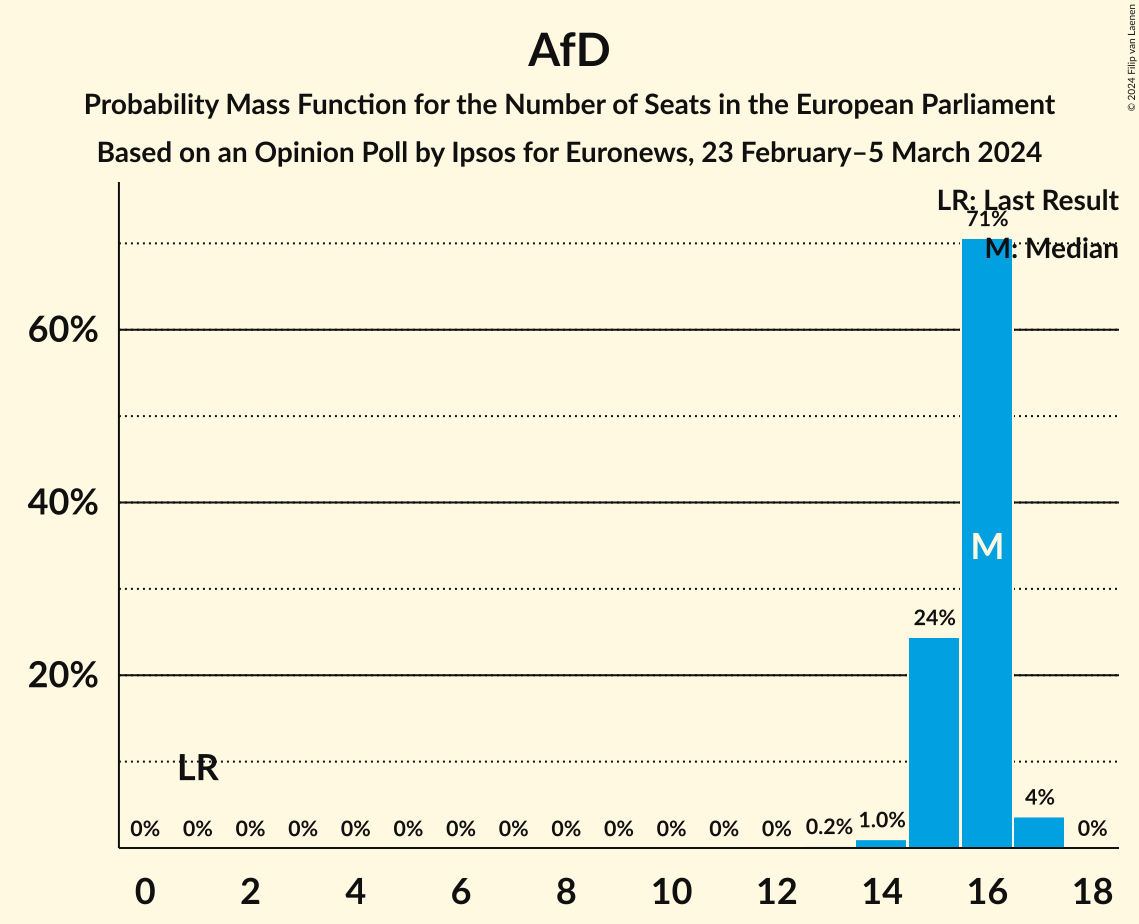 AfD
Probability Mass Function for the Number of Seats in the European Parliament
Based on an Opinion Poll by Ipsos for Euronews, 23 February–5 March 2024
© 2024 Filip van Laenen
LR: Last Result
71%
M: Median
60%
40%
M
24%
20%
LR
4%
0% 0% 0% 0% 0% 0% 0% 0% 0% 0% 0% 0% 0% 0.2% 1.0% 0%
0 2 4 6 8 10 12 14 16 18